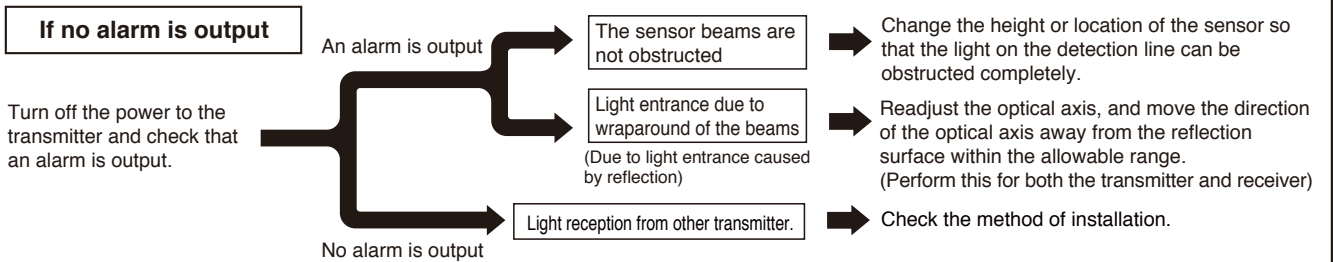 If no alarm is output
Turn off the power to the
transmitter and check that
an alarm is output.
An alarm is output
The sensor beams are
not obstructed
Change the height or location of the sensor so
that the light on the detection line can be
obstructed completely.
Light entrance due to
wraparound of the beams
(Due to light entrance caused
by reflection)
Readjust the optical axis, and move the direction
of the optical axis away from the reflection
surface within the allowable range.
(Perform this for both the transmitter and receiver)
No alarm is output
Light reception from other transmitter.
Check the method of installation.